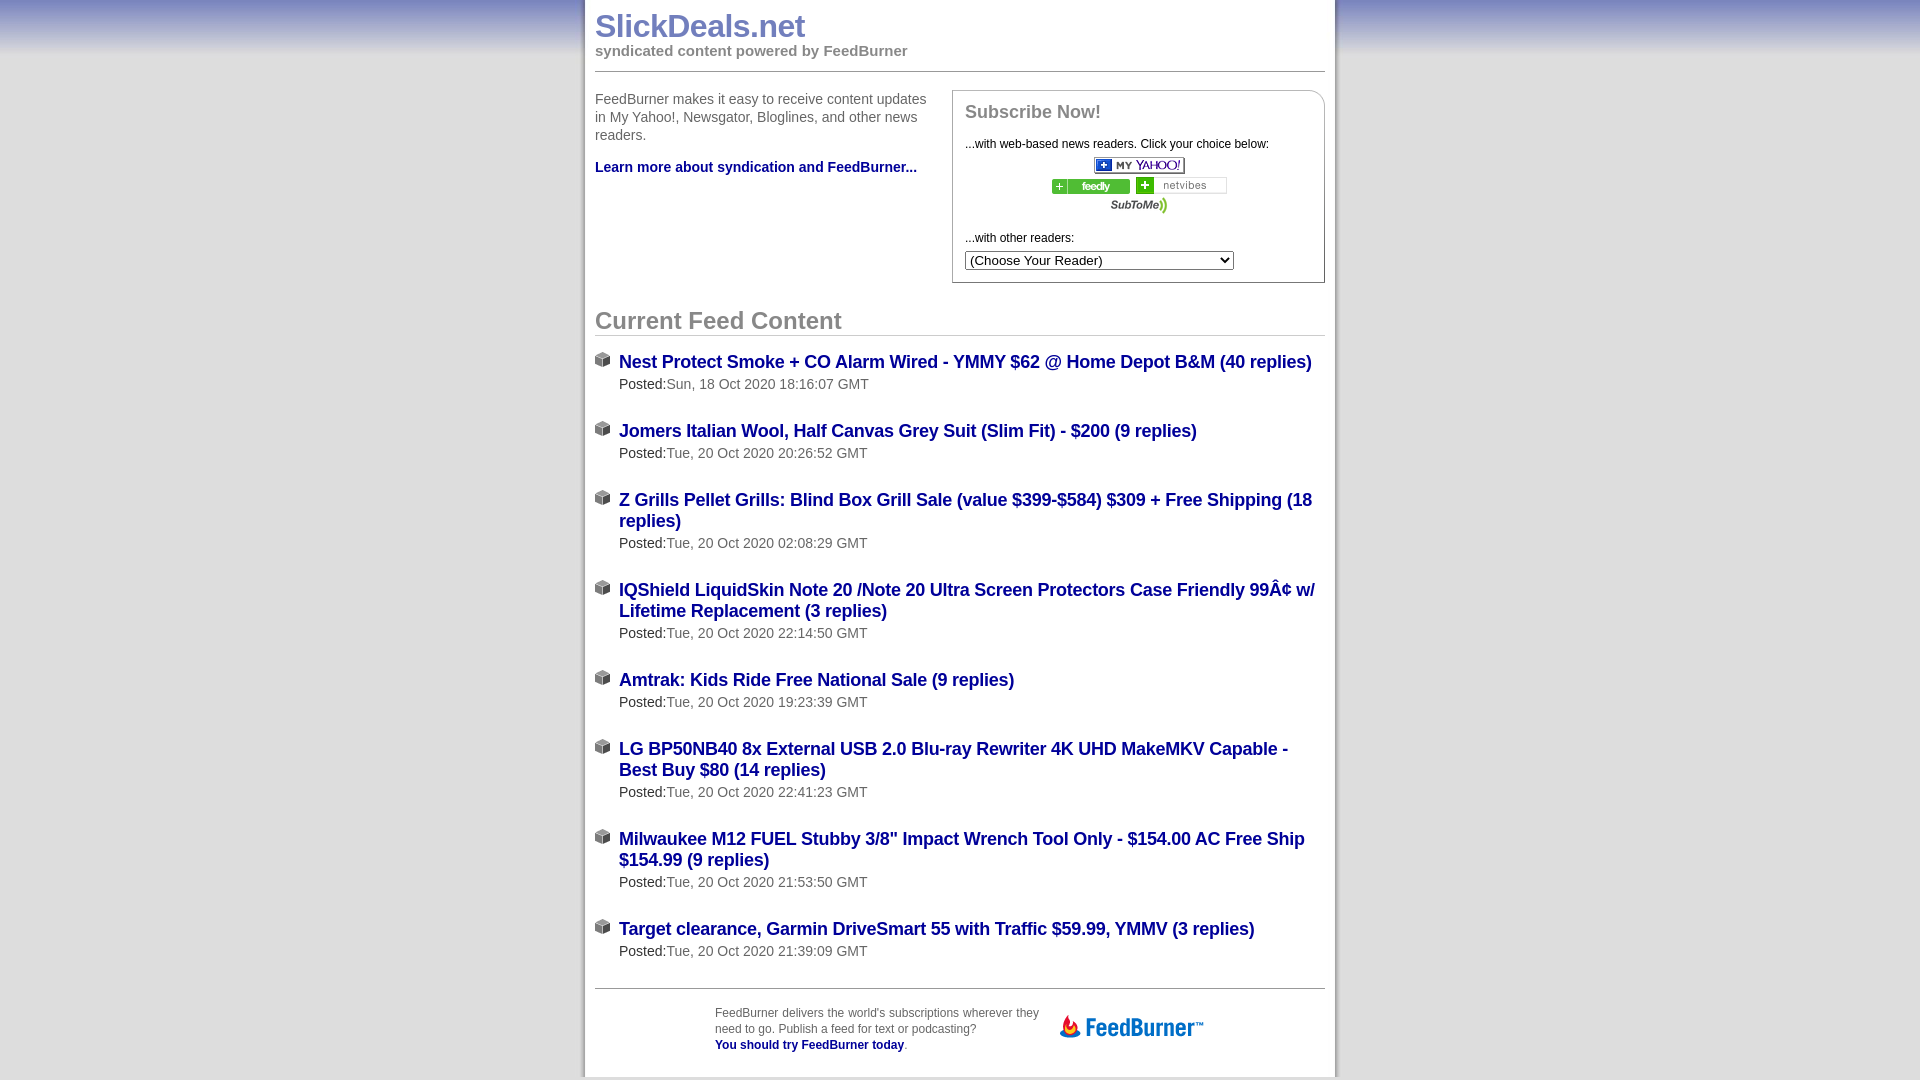 SlickDeals.net
syndicated content powered by FeedBurner
FeedBurner makes it easy to receive content updates
in My Yahoo!, Newsgator, Bloglines, and other news
readers.
Learn more about syndication and FeedBurner...
Subscribe Now!
...with web-based news readers. Click your choice below:
MY YAHOO!
feedly
netvibes
SubToMe
...with other readers:
(Choose Your Reader)
Current Feed Content
Nest Protect Smoke + CO Alarm Wired - YMMY $62 @ Home Depot B&M (40 replies)
Posted:Sun, 18 Oct 2020 18:16:07 GMT
Jomers Italian Wool, Half Canvas Grey Suit (Slim Fit) - $200 (9 replies)
Posted:Tue, 20 Oct 2020 20:26:52 GMT
Z Grills Pellet Grills: Blind Box Grill Sale (value $399-$584) $309 + Free Shipping (18
replies)
Posted:Tue, 20 Oct 2020 02:08:29 GMT
IQShield LiquidSkin Note 20 /Note 20 Ultra Screen Protectors Case Friendly 99Â¢ w/
Lifetime Replacement (3 replies)
Posted:Tue, 20 Oct 2020 22:14:50 GMT
Amtrak: Kids Ride Free National Sale (9 replies)
Posted:Tue, 20 Oct 2020 19:23:39 GMT
LG BP50NB40 8x External USB 2.0 Blu-ray Rewriter 4K UHD MakeMKV Capable -
Best Buy $80 (14 replies)
Posted:Tue, 20 Oct 2020 22:41:23 GMT
Milwaukee M12 FUEL Stubby 3/8" Impact Wrench Tool Only - $154.00 AC Free Ship
$154.99 (9 replies)
Posted:Tue, 20 Oct 2020 21:53:50 GMT
Target clearance, Garmin DriveSmart 55 with Traffic $59.99, YMMV (3 replies)
Posted:Tue, 20 Oct 2020 21:39:09 GMT
FeedBurner delivers the world's subscriptions wherever they
need to go. Publish a feed for text or podcasting?
You should try FeedBurner today.
FeedBurner™